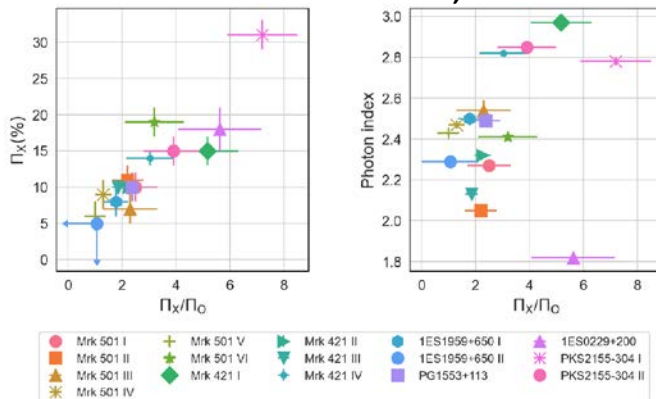 30
25
20
15
10
5
0
Π_X(%)
0 2 4 6 8
Π_X/Π_O
3.0
2.8
2.6
2.4
2.2
2.0
1.8
Photon index
0 2 4 6 8
Π_X/Π_O
Mrk 501 I
Mrk 501 II
Mrk 501 III
Mrk 501 IV
Mrk 501 V
Mrk 501 VI
Mrk 421 I
Mrk 421 II
Mrk 421 III
Mrk 421 IV
1ES1959+650 I
1ES1959+650 II
PG1553+113
1ES0229+200
PKS2155-304 I
PKS2155-304 II